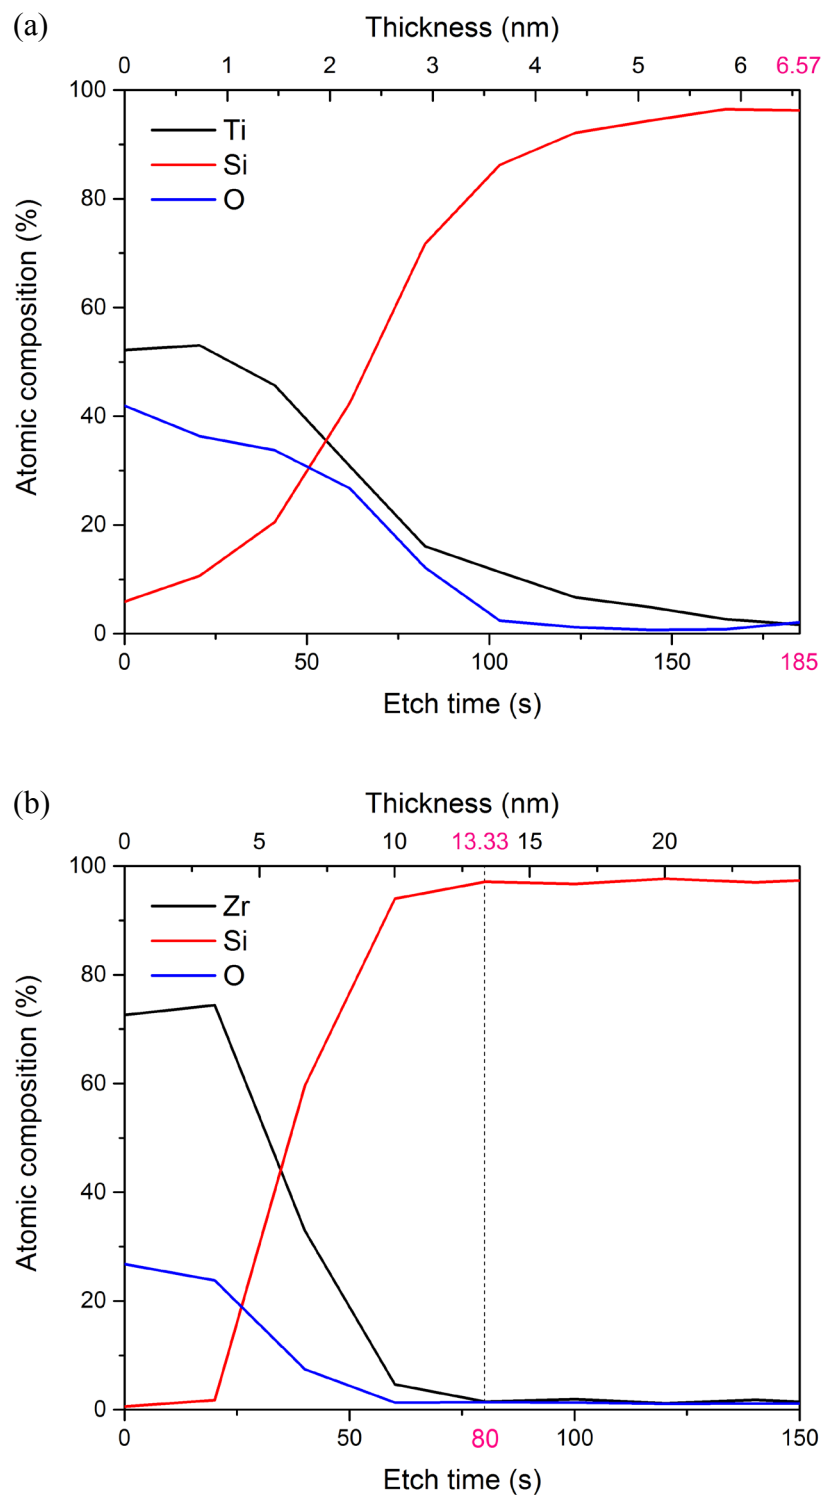 (a)
Thickness (nm)
0 1 2 3 4 5 6 6.57
100
80
60
40
20
0
Atomic composition (%)
Ti
Si
O
0 50 100 150 185
Etch time (s)
(b)
Thickness (nm)
0 5 10 13.33 15 20
100
80
60
40
20
0
Atomic composition (%)
Zr
Si
O
0 50 80 100 150
Etch time (s)